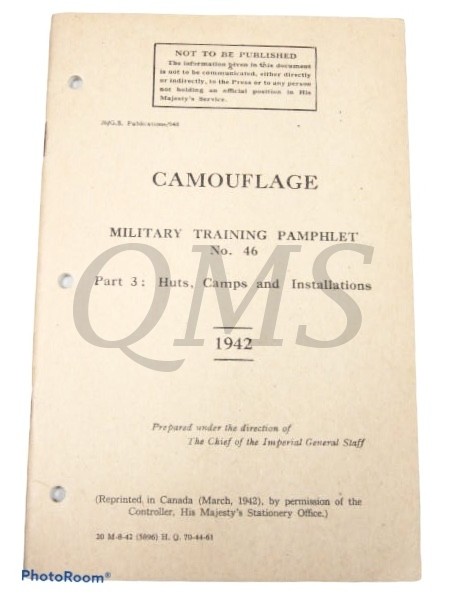 NOT TO BE PUBLISHED
The information given in this document
is not to be communicated, either directly
or indirectly, to the Press or to any person
not holding an official position in His
Majesty's Service.
26/G.S. Publications/648
CAMOUFLAGE
MILITARY TRAINING PAMPHLET
No. 46
Part 3: Huts, Camps and Installations
QMS
1942
Prepared under the direction of
The Chief of the Imperial General Staff
(Reprinted in Canada (March, 1942), by permission of the
Controller, His Majesty's Stationery Office.)
20 M-8-42 (5896) H. Q. 70-44-61
PhotoRoom®